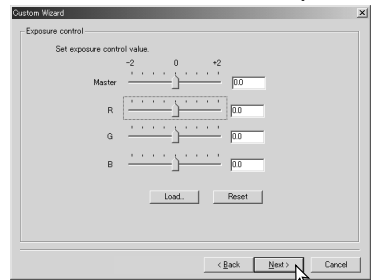 Custom Wizard
Exposure control
Set exposure control value.
-2 0 +2
Master 0.0
R 0.0
G 0.0
B 0.0
Load.. Reset
< Back Next > Cancel